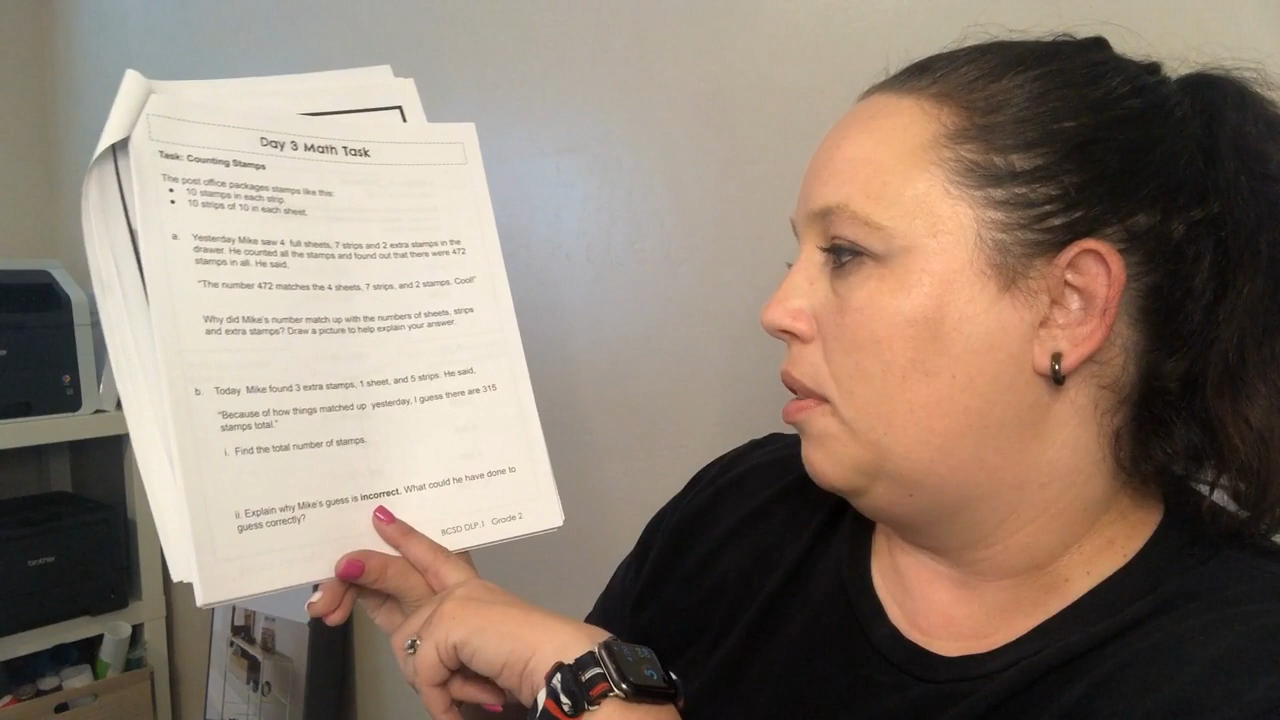 Day 3 Math Task
Task: Counting Stamps
The post office packages stamps like this:
• 10 stamps in each strip.
• 10 strips of 10 in each sheet.
a. Yesterday Mike saw 4 full sheets, 7 strips and 2 extra stamps in the
drawer. He counted all the stamps and found out that there were 472
stamps in all. He said,
"The number 472 matches the 4 sheets, 7 strips, and 2 stamps. Cool!"
Why did Mike's number match up with the numbers of sheets, strips
and extra stamps? Draw a picture to help explain your answer.
b. Today Mike found 3 extra stamps, 1 sheet, and 5 strips. He said,
"Because of how things matched up yesterday, I guess there are 315
stamps total."
i. Find the total number of stamps.
ii. Explain why Mike's guess is incorrect. What could he have done to
guess correctly?
BCSD DLP.1 Grade 2
brother